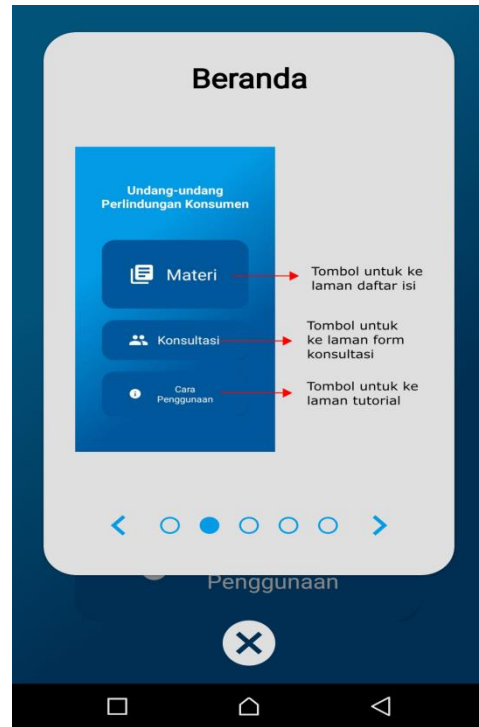 Beranda
Undang-undang
Perlindungan Konsumen
Materi
Tombol untuk ke
laman daftar isi
Konsultasi
Tombol untuk
ke laman form
konsultasi
Cara
Penggunaan
Tombol untuk ke
laman tutorial
Penggunaan